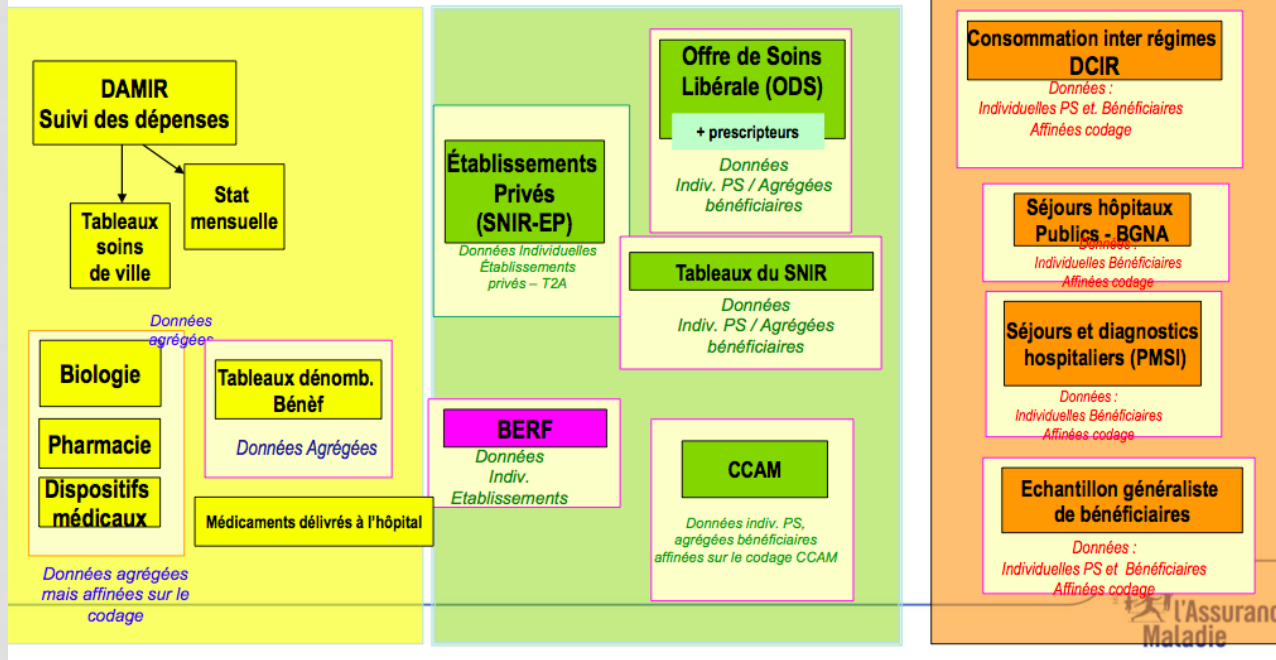 DAMIR
Suivi des dépenses
Tableaux
soins
de ville
Stat
mensuelle
Données
agrégées
Biologie
Pharmacie
Dispositifs
médicaux
Données agrégées
mais affinées sur le
codage
Tableaux dénomb.
Bénèf
Données Agrégées
Médicaments délivrés à l'hôpital
Établissements
Privés
(SNIR-EP)
Données Individuelles
Établissements
privés – T2A
Offre de Soins
Libérale (ODS)
+ prescripteurs
Données
Indiv. PS / Agrégées
bénéficiaires
Tableaux du SNIR
Données
Indiv. PS / Agrégées
bénéficiaires
BERF
Données
Indiv.
Etablissements
CCAM
Données indiv. PS,
agrégées bénéficiaires
affinées sur le codage CCAM
Consommation inter régimes
DCIR
Données :
Individuelles PS et. Bénéficiaires
Affinées codage
Séjours hôpitaux
Publics - BGNA
Données :
Individuelles Bénéficiaires
Affinées codage
Séjours et diagnostics
hospitaliers (PMSI)
Données :
Individuelles Bénéficiaires
Affinées codage
Echantillon généraliste
de bénéficiaires
Données :
Individuelles PS et Bénéficiaires
Affinées codage
l'Assuranc
Maladie